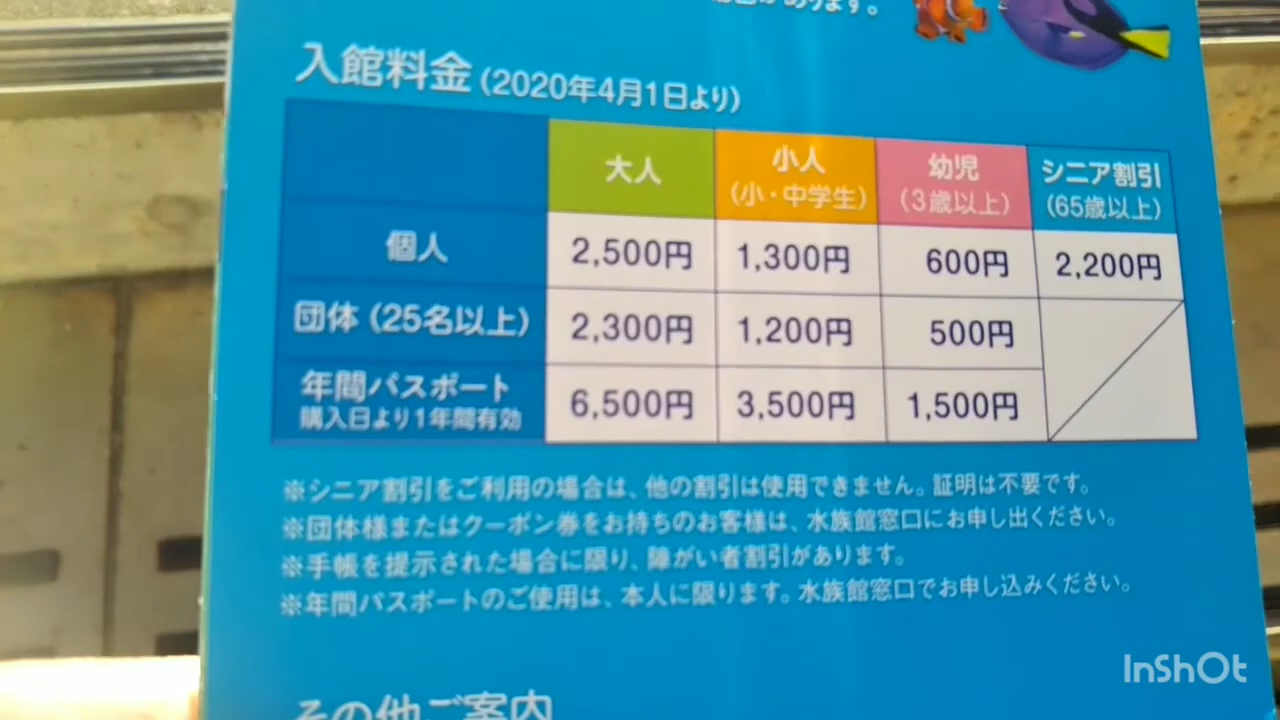 あります。
入館料金(2020年4月1日より)
大人 小人 幼児 シニア割引
(小・中学生) (3歳以上) (65歳以上)
個人 2,500円 1,300円 600円 2,200円
団体(25名以上) 2,300円 1,200円 500円
年間パスポート 6,500円 3,500円 1,500円
購入日より1年間有効
※シニア割引をご利用の場合は、他の割引は使用できません。証明は不要です。
※団体様またはクーポン券をお持ちのお客様は、水族館窓口にお申し出ください。
※手帳を提示された場合に限り、障がい者割引があります。
※年間パスポートのご使用は、本人に限ります。水族館窓口でお申し込みください。
その他ご案内
InShOt